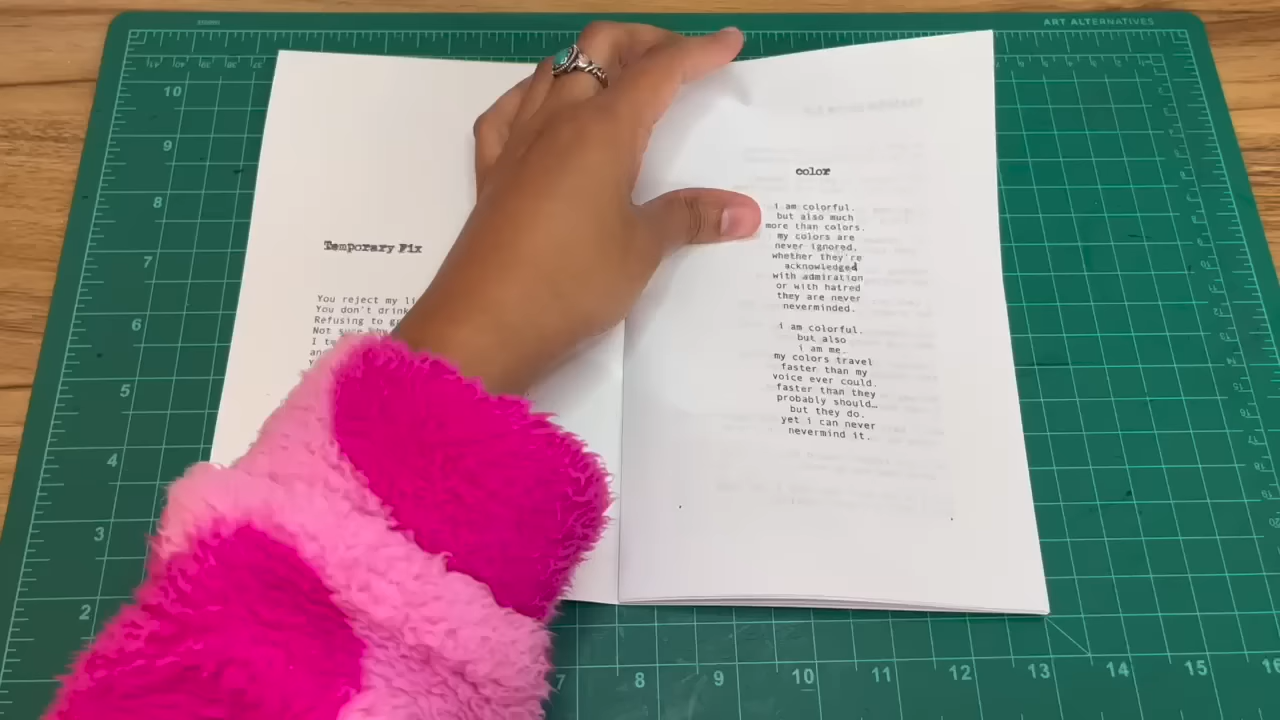 ART ALTERNATIVES
Temporary Fix
You reject my
You don't drink
Refusing to
Not sure why
I
color
i am colorful.
but also much
more than colors.
my colors are
never ignored,
whether they're
acknowledged
with admiration
or with hatred
they are never
neverminded.
i am colorful.
but also
i am me.
my colors travel
faster than my
voice ever could.
faster than they
probably should…
but they do.
yet i can never
nevermind it.
10
9
8
7
6
5
4
3
2
7
8
9
10
11
12
13
14
15
16